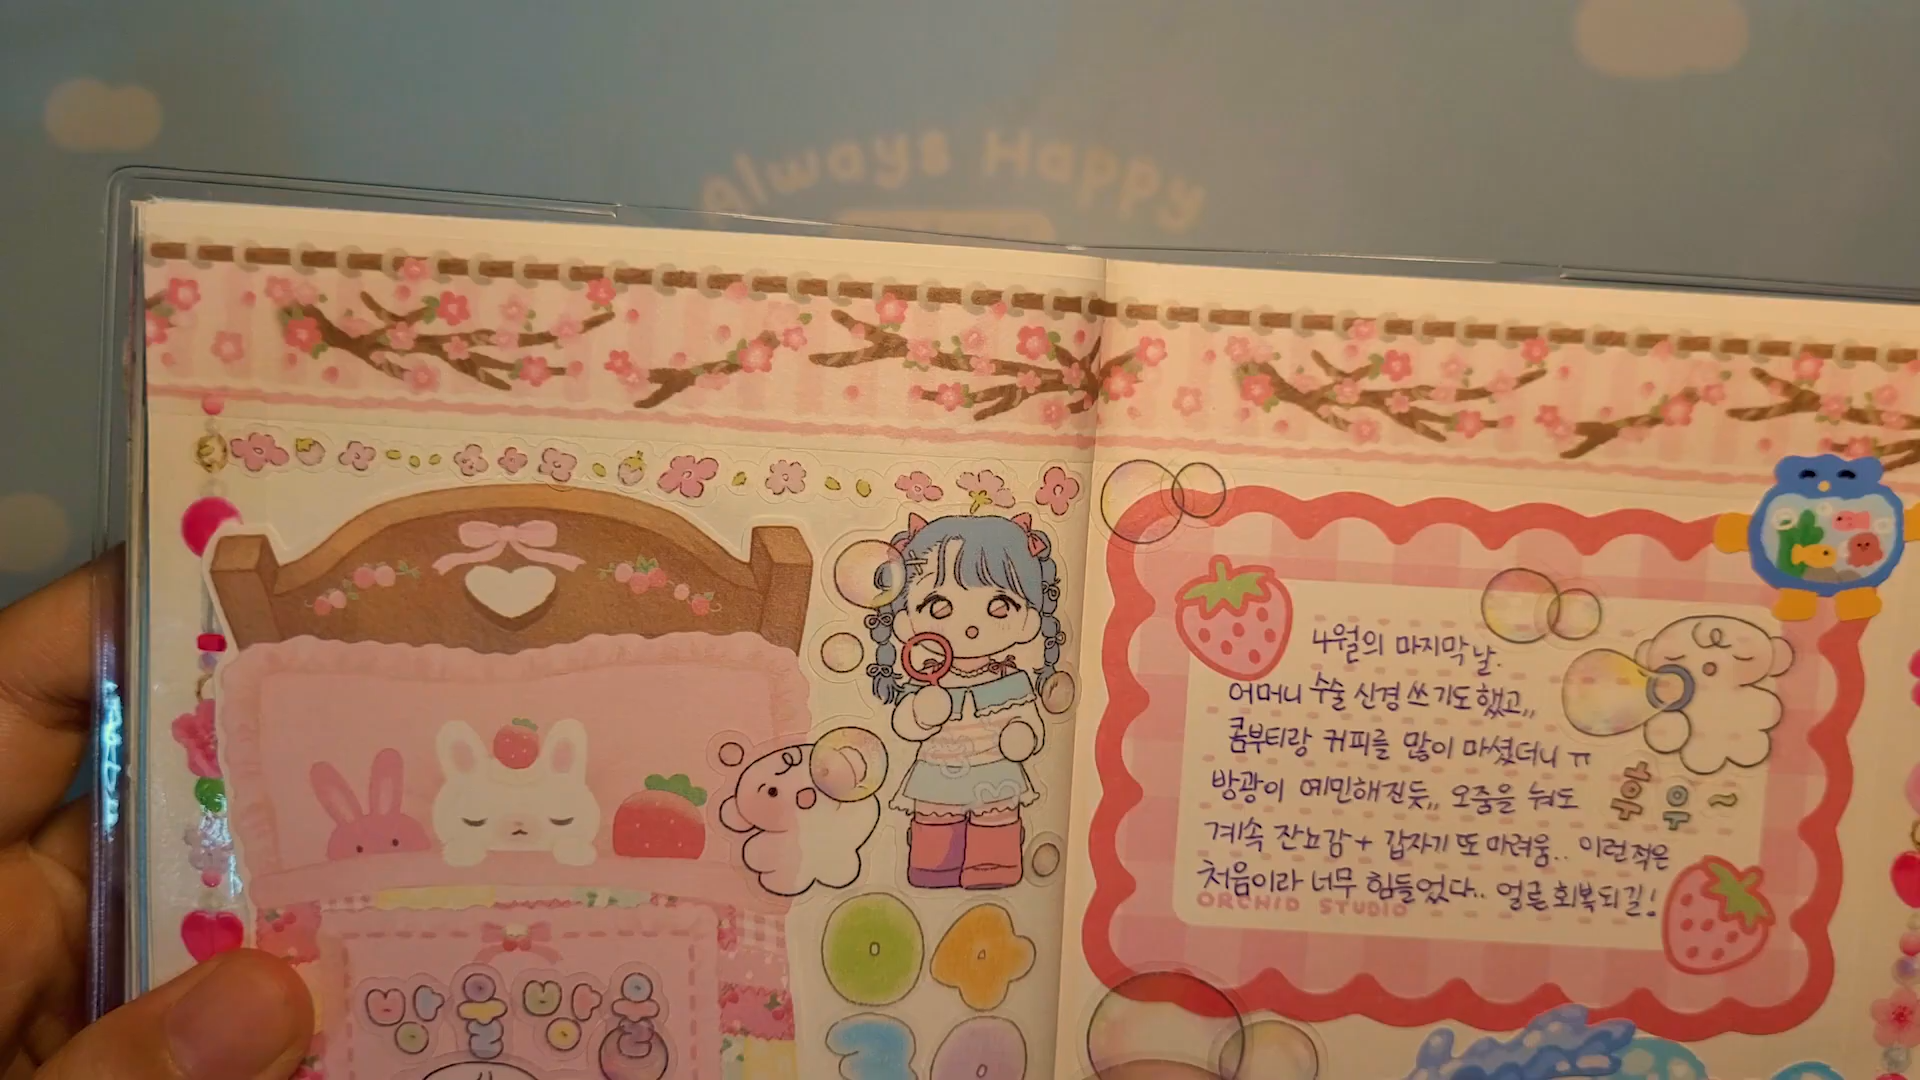 Always Happy
4월의 마지막 날.
어머니 수술 신경 쓰기도 했고,,
콤부티랑 커피를 많이 마셨더니 ㅠ
방광이 예민해진듯,, 오줌을 눠도
계속 잔뇨감 + 갑자기 또 마려움.. 이런적은
처음이라 너무 힘들었다.. 얼른 회복되길!
ORCHID STUDIO
후우~
방울방울